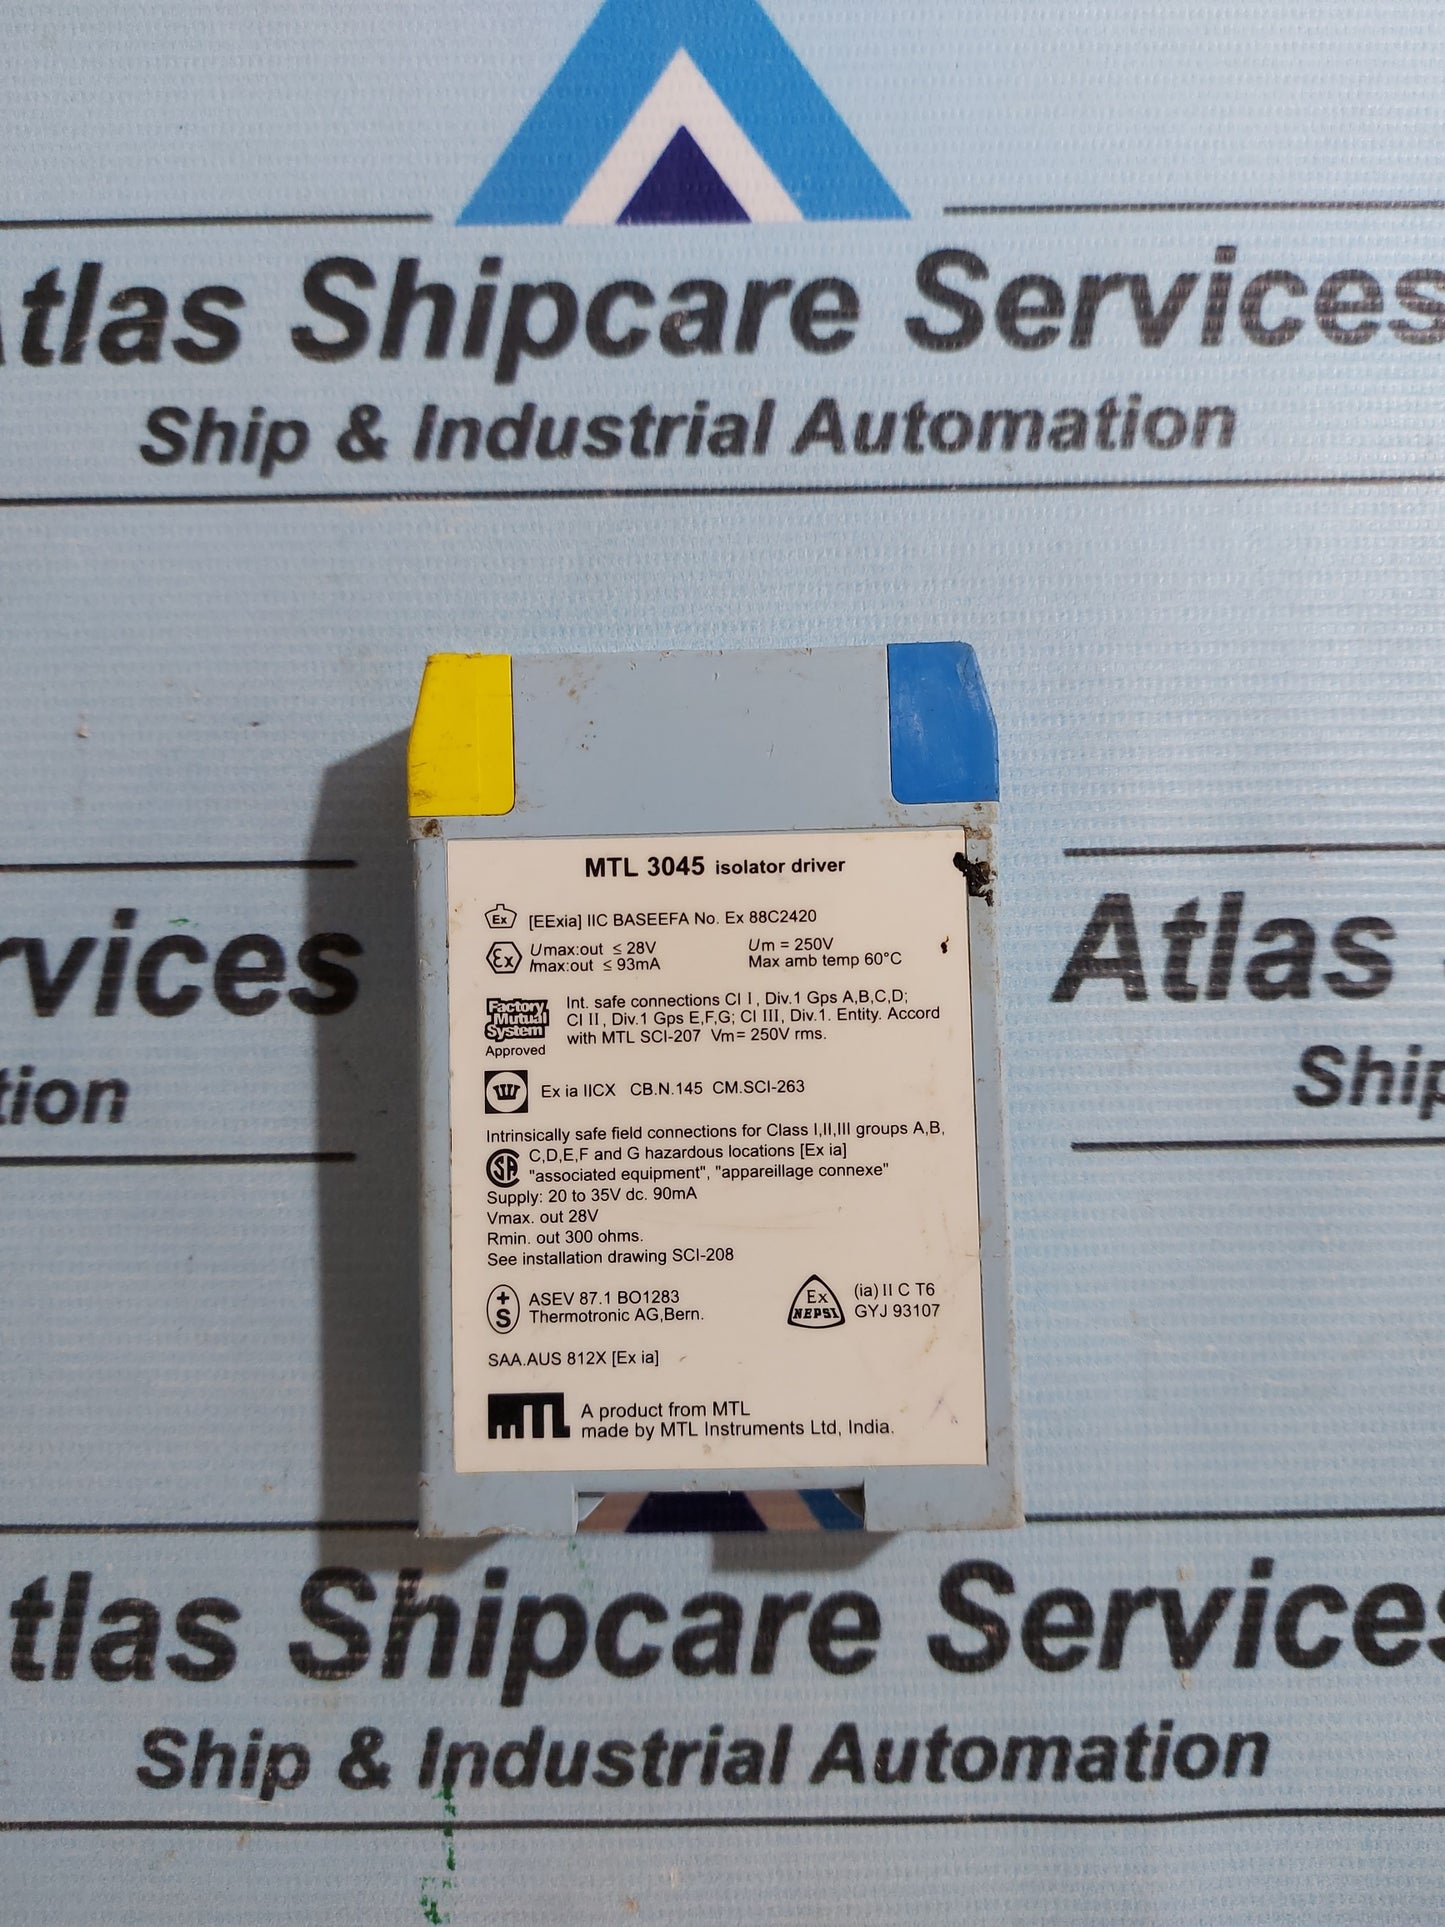 tlas Shipcare Services
Ship & Industrial Automation
MTL 3045 isolator driver
Ex [EExia] IIC BASEEFA No. Ex 88C2420
Ex Umax:out ≤ 28V Um = 250V
Imax:out ≤ 93mA Max amb temp 60°C
Factory Mutual System Approved
Int. safe connections Cl I, Div.1 Gps A,B,C,D;
Cl II, Div.1 Gps E,F,G; Cl III, Div.1. Entity. Accord
with MTL SCI-207 Vm= 250V rms.
Ex ia IICX CB.N.145 CM.SCI-263
Intrinsically safe field connections for Class I,II,III groups A,B,
C,D,E,F and G hazardous locations [Ex ia]
SA "associated equipment", "appareillage connexe"
Supply: 20 to 35V dc. 90mA
Vmax. out 28V
Rmin. out 300 ohms.
See installation drawing SCI-208
+S ASEV 87.1 BO1283
Thermotronic AG,Bern.
Ex NEPSI (ia) II C T6
GYJ 93107
SAA.AUS 812X [Ex ia]
MTL A product from MTL
made by MTL Instruments Ltd, India.
rvices
tion
Atlas
Ship
tlas Shipcare Services
Ship & Industrial Automation